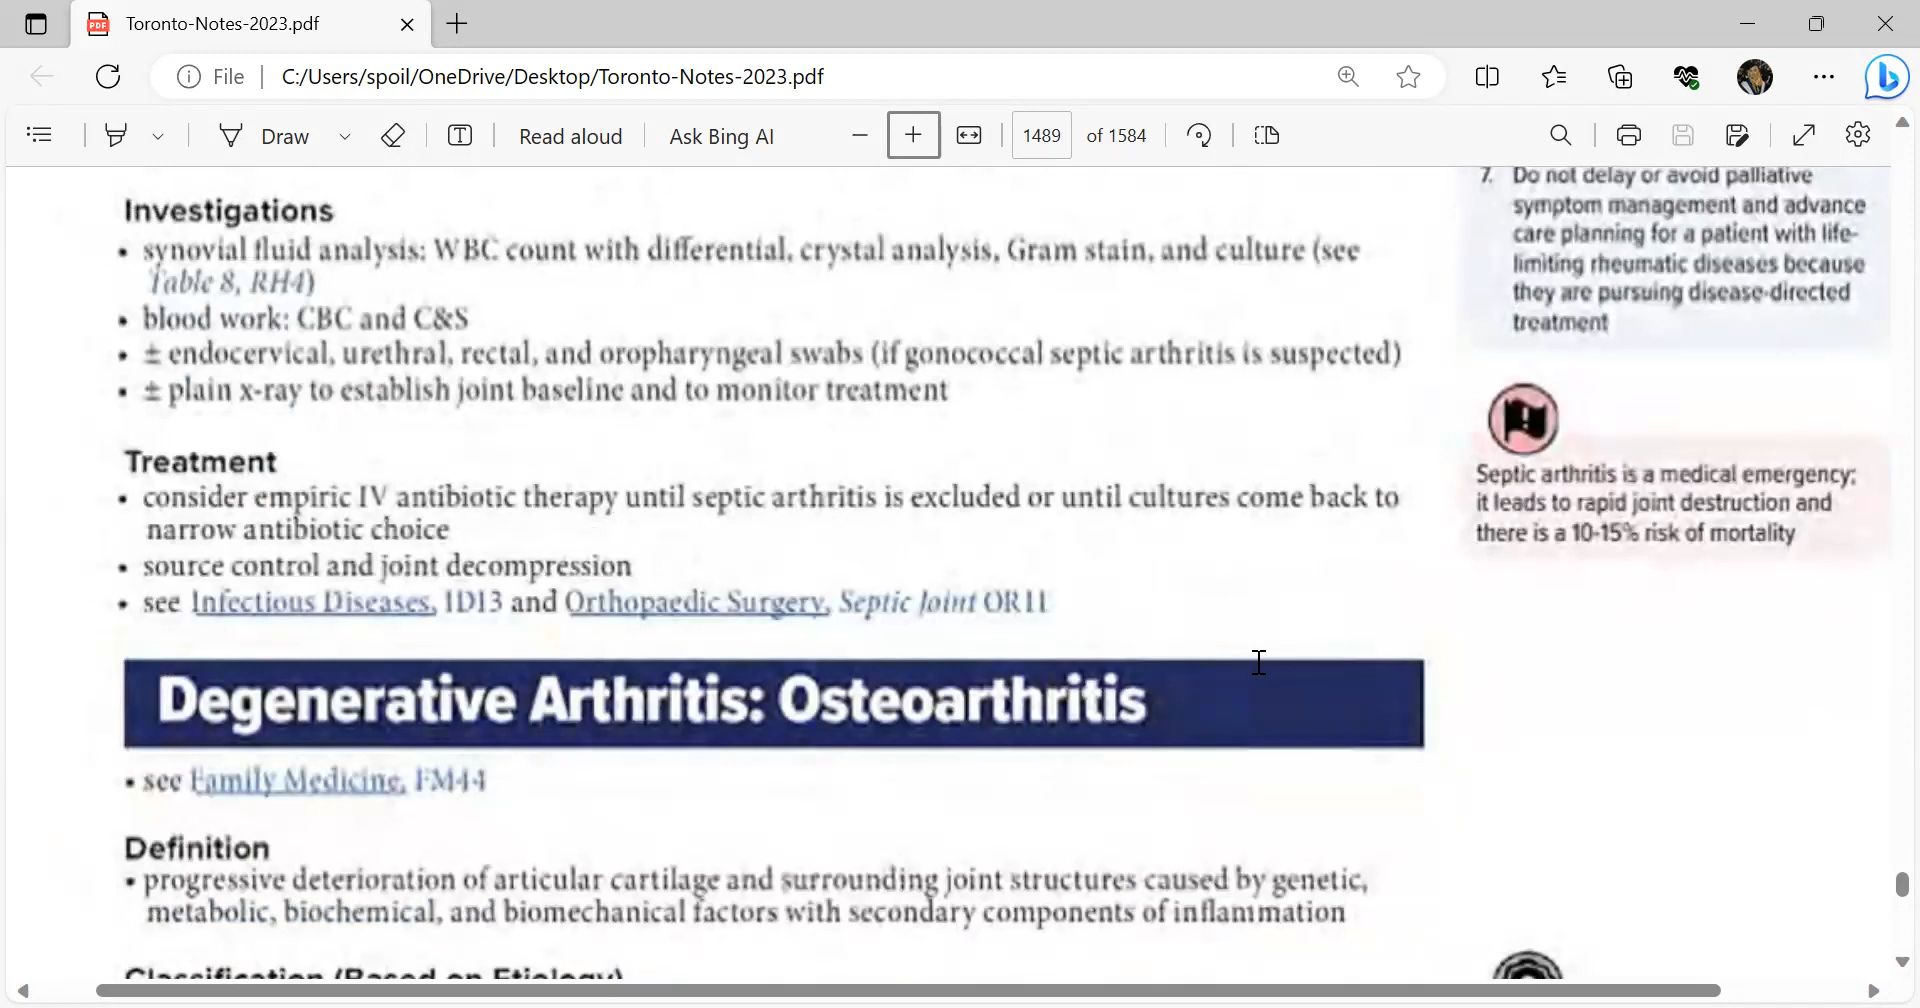 Toronto-Notes-2023.pdf
File
C:/Users/spoil/OneDrive/Desktop/Toronto-Notes-2023.pdf
Draw
Read aloud
Ask Bing AI
1489 of 1584
Investigations
• synovial fluid analysis: WBC count with differential, crystal analysis, Gram stain, and culture (see
Table 8, RH4)
• blood work: CBC and C&S
• ± endocervical, urethral, rectal, and oropharyngeal swabs (if gonococcal septic arthritis is suspected)
• ± plain x-ray to establish joint baseline and to monitor treatment
Treatment
• consider empiric IV antibiotic therapy until septic arthritis is excluded or until cultures come back to
narrow antibiotic choice
• source control and joint decompression
• see Infectious Diseases, ID13 and Orthopaedic Surgery, Septic Joint OR11
Degenerative Arthritis: Osteoarthritis
• see Family Medicine, FM44
Definition
• progressive deterioration of articular cartilage and surrounding joint structures caused by genetic,
metabolic, biochemical, and biomechanical factors with secondary components of inflammation
Classification (Based on Etiology)
7. Do not delay or avoid palliative
symptom management and advance
care planning for a patient with life-
limiting rheumatic diseases because
they are pursuing disease-directed
treatment
Septic arthritis is a medical emergency;
it leads to rapid joint destruction and
there is a 10-15% risk of mortality